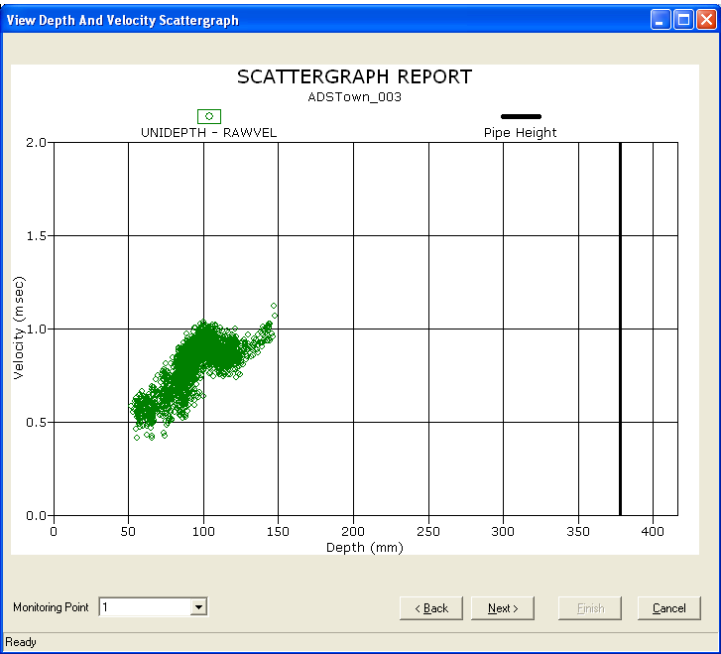 View Depth And Velocity Scattergraph
SCATTERGRAPH REPORT
ADSTown_003
UNIDEPTH - RAWVEL
Pipe Height
2.0
1.5
1.0
0.5
0.0
Velocity (msec)
0 50 100 150 200 250 300 350 400
Depth (mm)
Monitoring Point 1
< Back Next > Finish Cancel
Ready